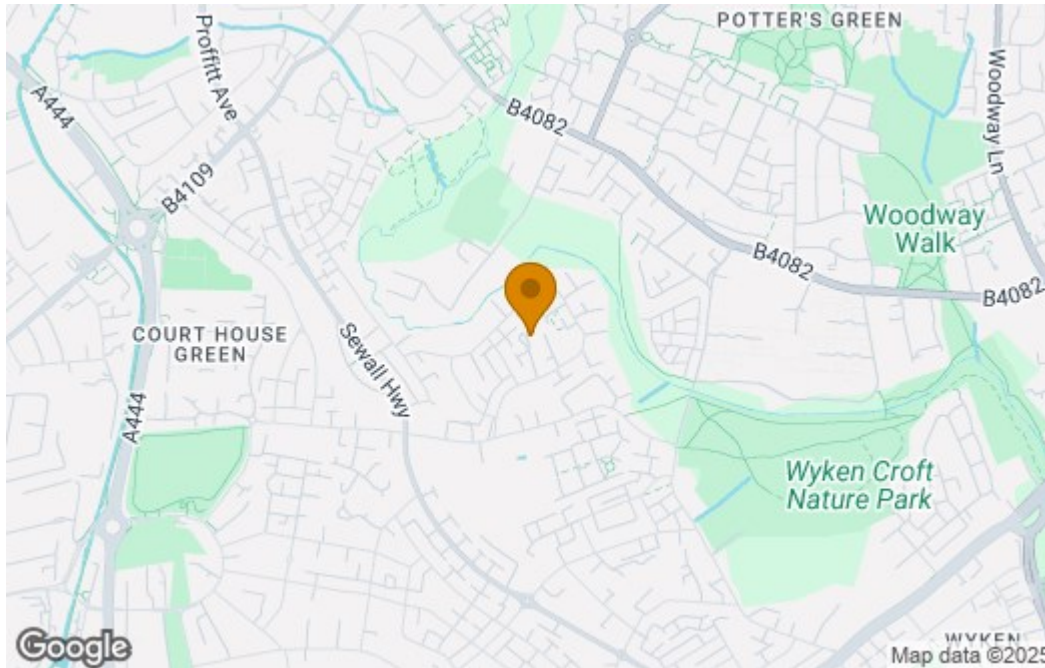 POTTER'S GREEN
Proffitt Ave
A444
B4082
Woodway Ln
B4109
Woodway
Walk
B4082
B4082
COURT HOUSE
GREEN
Sewall Hwy
A444
Wyken Croft
Nature Park
WYKEN
Google
Map data ©2025